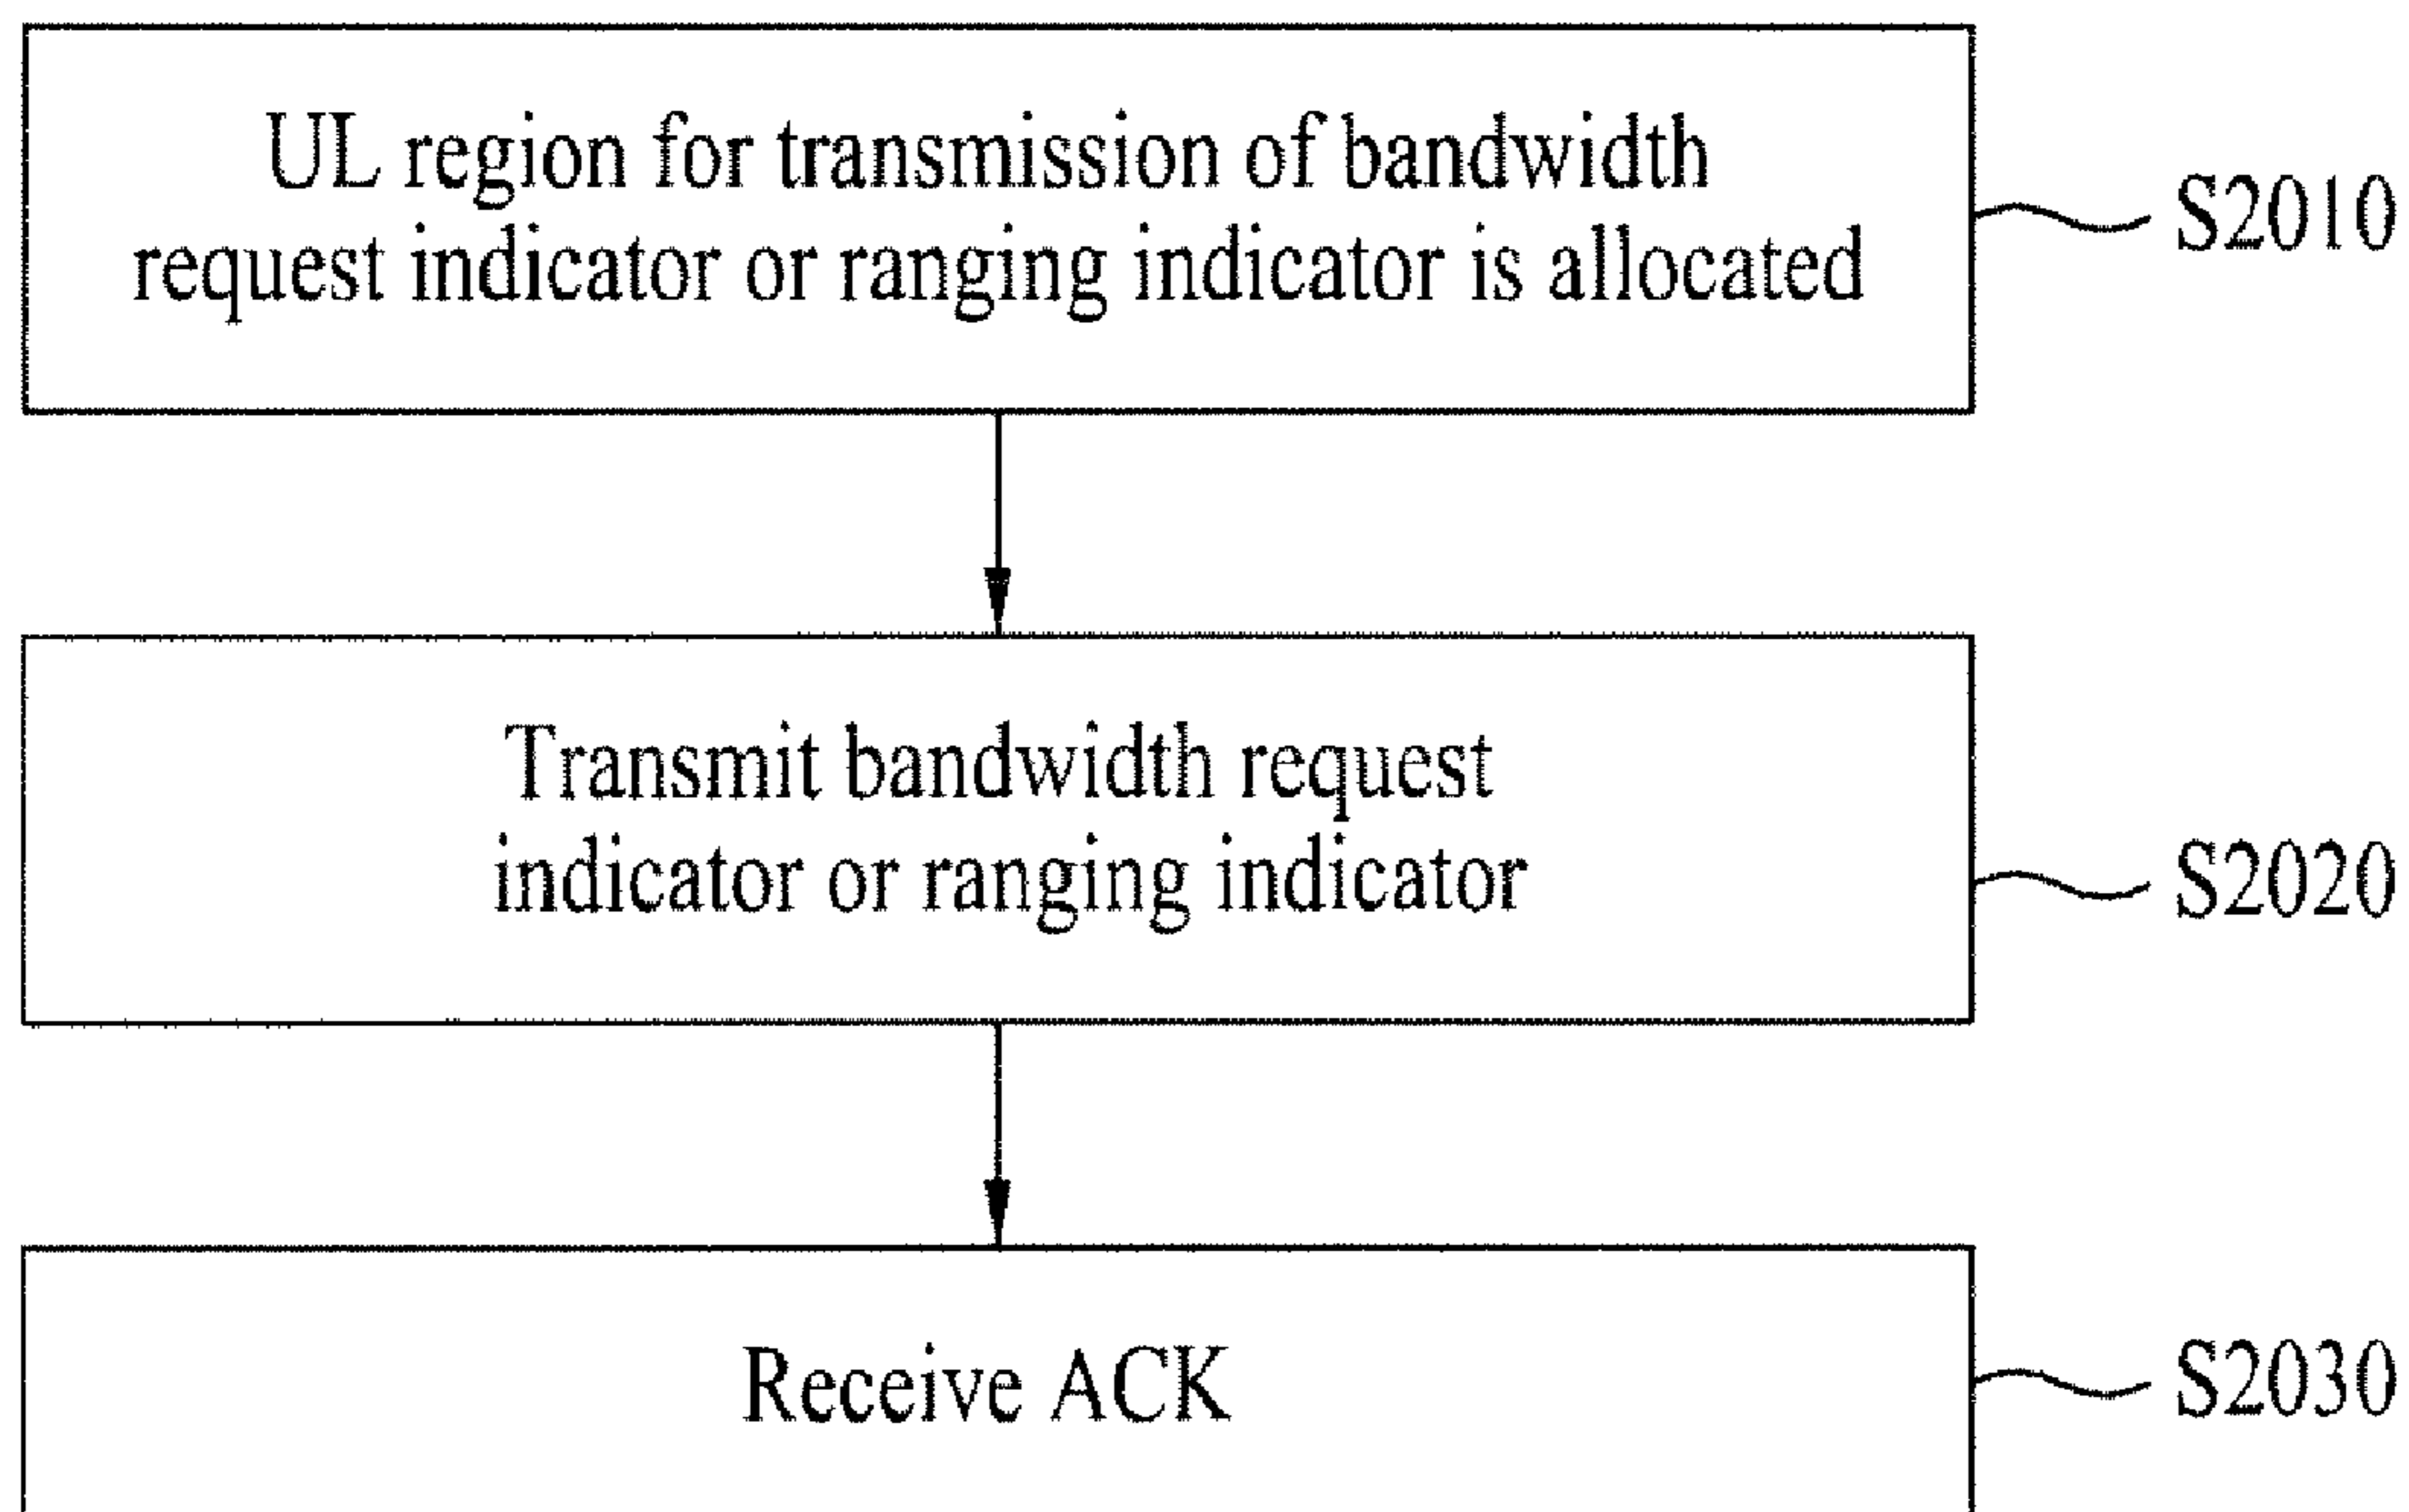 UL region for transmission of bandwidth
request indicator or ranging indicator is allocated
S2010
Transmit bandwidth request
indicator or ranging indicator
S2020
Receive ACK
S2030